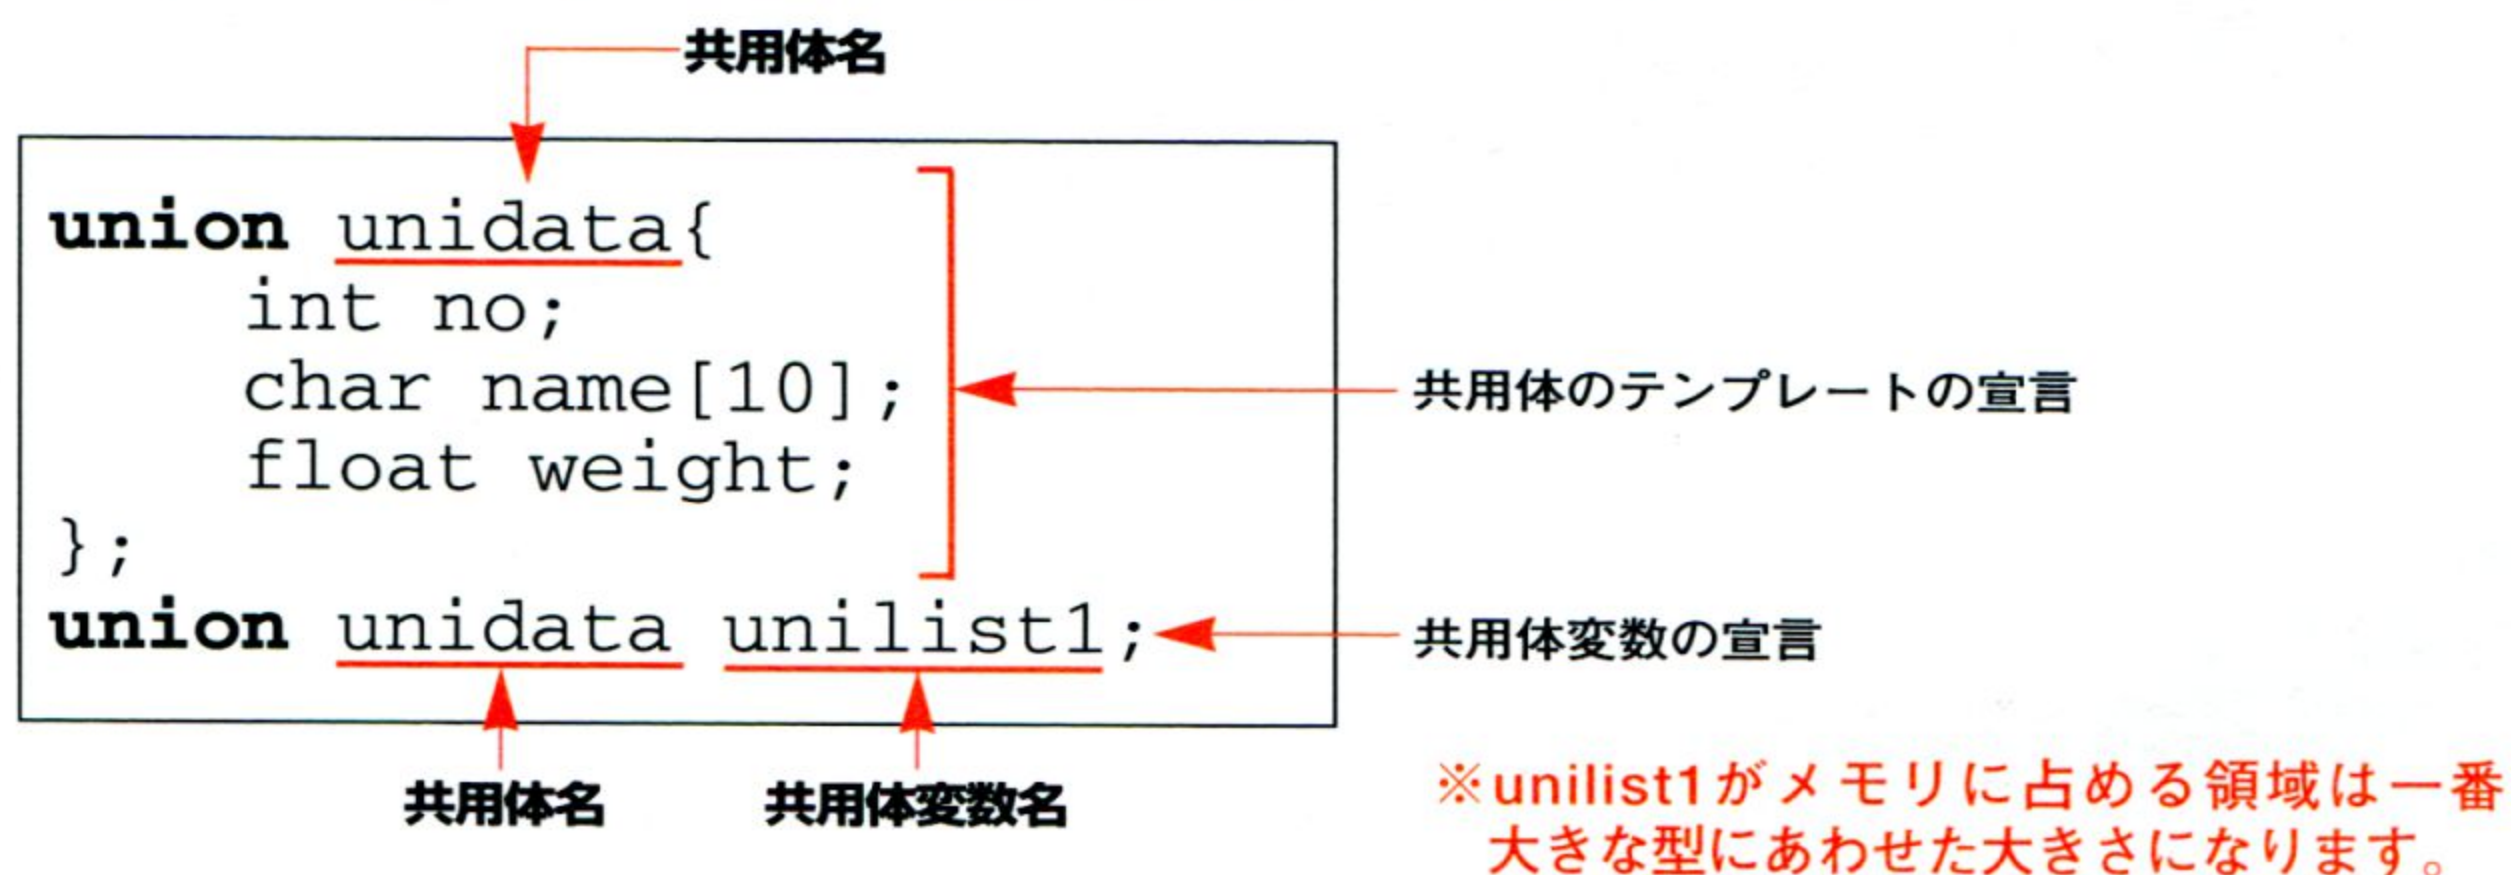 共用体名
union unidata{
int no;
char name[10];
float weight;
};
共用体のテンプレートの宣言
union unidata unilist1;
共用体変数の宣言
共用体名
共用体変数名
※unilist1がメモリに占める領域は一番
大きな型にあわせた大きさになります。